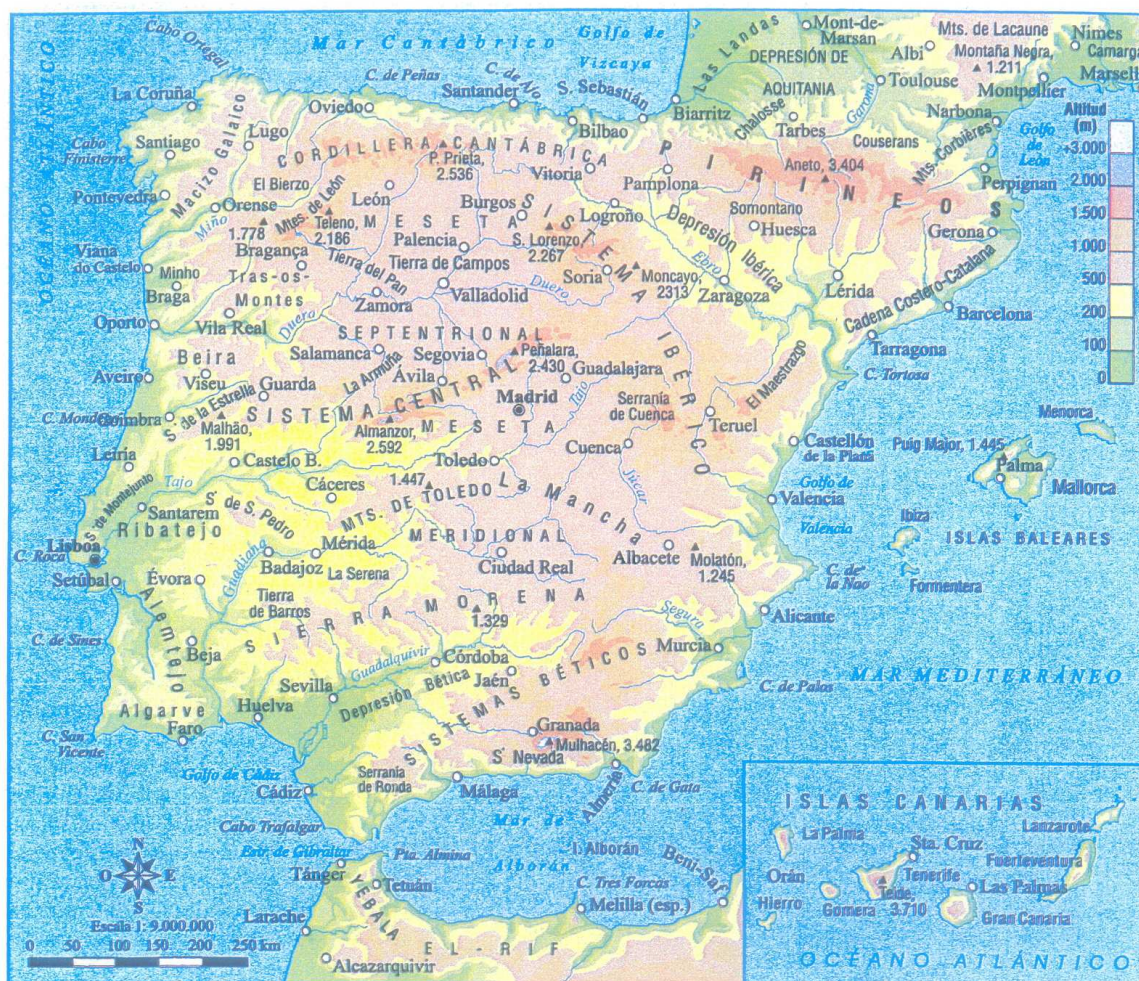 Cabo Ortegal
Mar Cantábrico
Golfo de
Vizcaya
Las Landas
Mont-de-
Marsan
Mts. de Lacaune
Nimes
Camarga
DEPRESIÓN DE
AQUITANIA
Albi
Montaña Negra,
1.211
Marsell
Toulouse
Montpellier
OCÉANO ATLÁNTICO
C. de Peñas
Santander
S. Sebastián
La Coruña
Oviedo
Bilbao
Biarritz
Chalosse
Tarbes
Garona
Narbona
Couserans
Mts. Corbières
Golfo
de
León
Altitud
(m)
+3.000
2.000
1.500
1.000
500
200
100
0
Cabo
Finisterre
Santiago
Lugo
Macizo Galaico
CORDILLERA CANTÁBRICA
P. Prieta,
2.536
Vitoria
Pamplona
PIRINEOS
Aneto, 3.404
Perpignan
El Bierzo
Pontevedra
Orense
Miño
1.778
Mtes. de León
Teleno,
2.186
León
Burgos
Logroño
Somontano
Huesca
Gerona
MESETA
SISTEMA
Viana
do Castelo
Bragança
Palencia
S. Lorenzo,
2.267
Depresión Ibérica
Minho
Braga
Tras-os-
Montes
Tierra del Pan
Tierra de Campos
Soria
Moncayo,
2313
Ebro
Zaragoza
Lérida
Cadena Costero-Catalana
Zamora
Valladolid
Duero
Barcelona
Oporto
Vila Real
Duero
SEPTENTRIONAL
IBÉRICO
Tarragona
Beira
Salamanca
La Armuña
Segovia
Peñalara,
2.430
Guadalajara
El Maestrazgo
C. Tortosa
Aveiro
Viseu
Guarda
Ávila
Madrid
Tajo
Serranía
de Cuenca
Teruel
Menorca
C. Mondego
Coimbra
Sª de la Estrella
SISTEMA CENTRAL
Malhão,
1.991
Almanzor,
2.592
MESETA
Cuenca
Castellón
de la Plana
Puig Major, 1.445
Palma
Mallorca
Leiría
Castelo B.
Toledo
Júcar
Golfo de
Valencia
Valencia
Tajo
Cáceres
1.447
MTS. DE TOLEDO
La Mancha
Ibiza
ISLAS BALEARES
Sª de Montejunto
Santarem
Ribatejo
Sª de S. Pedro
C. Roca
Lisboa
Guadiana
Mérida
Badajoz
La Serena
MERIDIONAL
Ciudad Real
Albacete
Molatón,
1.245
C. de
la Nao
Formentera
Setúbal
Évora
Alemtejo
Tierra
de Barros
SIERRA MORENA
1.329
Segura
Alicante
C. de Sines
Beja
Guadalquivir
Córdoba
Jaén
Murcia
Sevilla
Depresión Bética
SISTEMAS BÉTICOS
C. de Palos
MAR MEDITERRÁNEO
Algarve
Huelva
Faro
C. San
Vicente
Granada
Mulhacén, 3.482
Sª Nevada
Golfo de Cádiz
Cádiz
Serranía
de Ronda
Málaga
Almería
C. de Gata
Cabo Trafalgar
Mar de
Alborán
Estr. de Gibraltar
Pta. Almina
I. Alborán
Beni-Saf
Tánger
Tetuán
C. Tres Forcas
Melilla (esp.)
YEBALA
Larache
EL-RIF
Alcazarquivir
N
O
E
S
Escala 1: 9.000.000
0 50 100 150 200 250 km
ISLAS CANARIAS
La Palma
Lanzarote
Sta. Cruz
Fuerteventura
Orán
Tenerife
Teide
3.710
Las Palmas
Hierro
Gomera
Gran Canaria
OCÉANO ATLÁNTICO